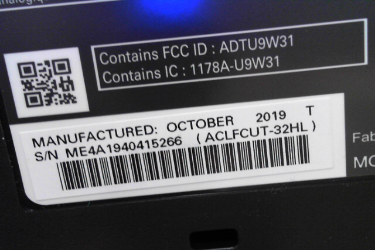 Contains FCC ID : ADTU9W31
Contains IC : 1178A-U9W31
MANUFACTURED: OCTOBER 2019 T
S/N ME4A1940415266 ( ACLFCUT-32HL )